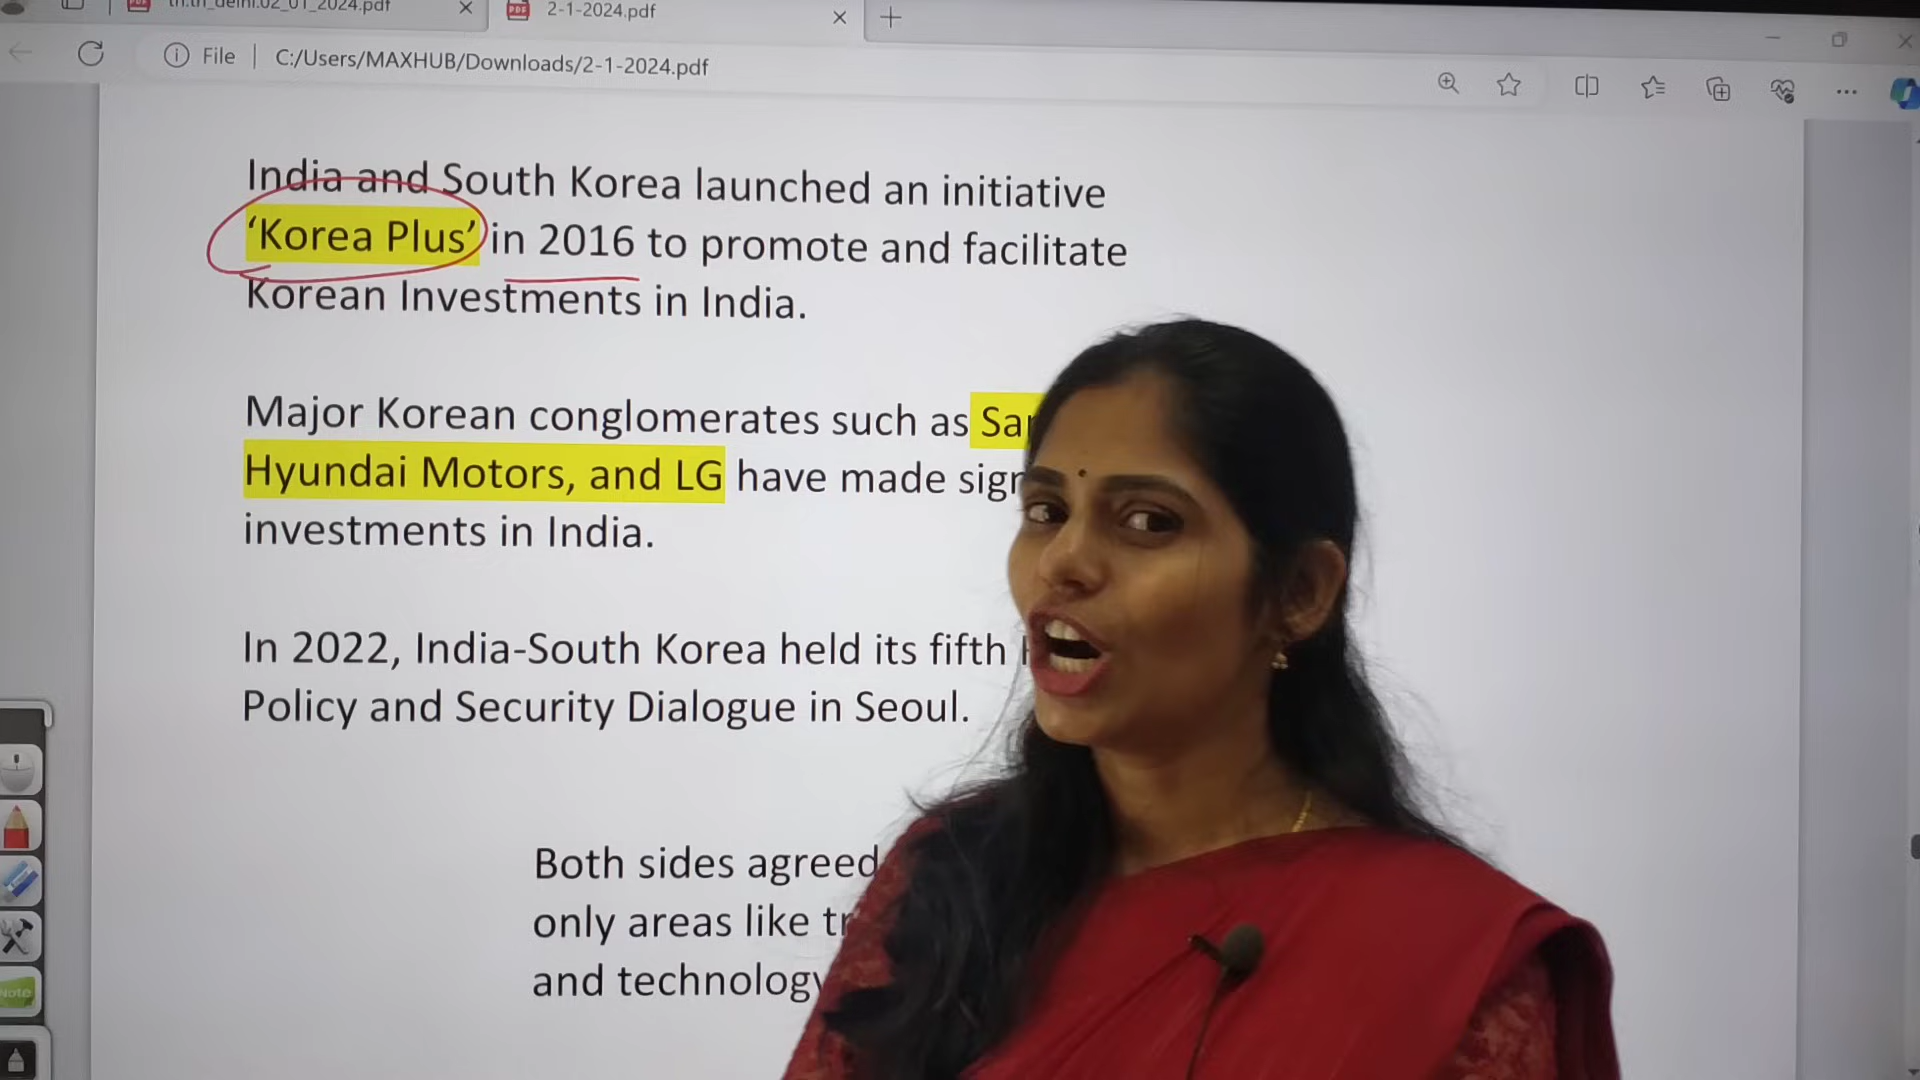 2-1-2024.pdf
File
C:/Users/MAXHUB/Downloads/2-1-2024.pdf
India and South Korea launched an initiative
‘Korea Plus’ in 2016 to promote and facilitate
Korean Investments in India.
Major Korean conglomerates such as
Hyundai Motors, and LG have made
investments in India.
In 2022, India-South Korea held its fifth
Policy and Security Dialogue in Seoul.
Both sides agreed
only areas like
and technology
Note